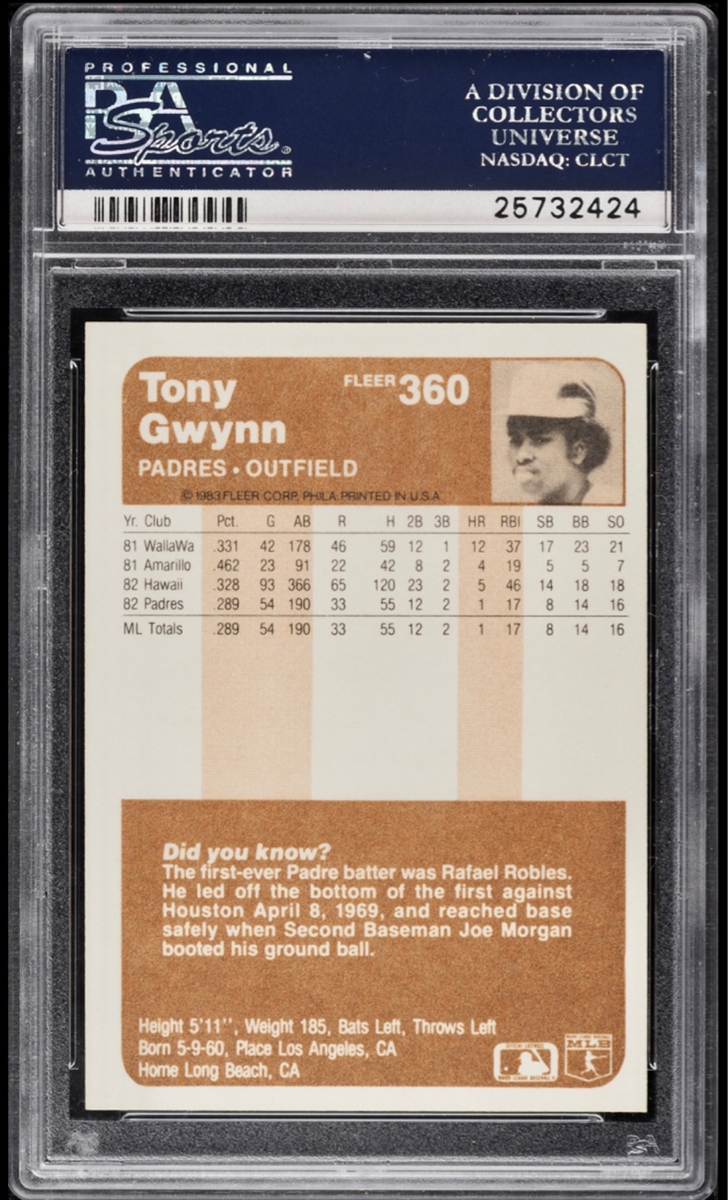 PROFESSIONAL
PSA
Sports®
AUTHENTICATOR
A DIVISION OF
COLLECTORS
UNIVERSE
NASDAQ: CLCT
25732424
Tony
Gwynn
FLEER 360
PADRES • OUTFIELD
© 1983 FLEER CORP. PHILA. PRINTED IN U.S.A.
Yr. Club Pct. G AB R H 2B 3B HR RBI SB BB SO
81 WallaWa .331 42 178 46 59 12 1 12 37 17 23 21
81 Amarillo .462 23 91 22 42 8 2 4 19 5 5 7
82 Hawaii .328 93 366 65 120 23 2 5 46 14 18 18
82 Padres .289 54 190 33 55 12 2 1 17 8 14 16
ML Totals .289 54 190 33 55 12 2 1 17 8 14 16
Did you know?
The first-ever Padre batter was Rafael Robles.
He led off the bottom of the first against
Houston April 8, 1969, and reached base
safely when Second Baseman Joe Morgan
booted his ground ball.
Height 5'11'', Weight 185, Bats Left, Throws Left
Born 5-9-60, Place Los Angeles, CA
Home Long Beach, CA
MLB
PSA